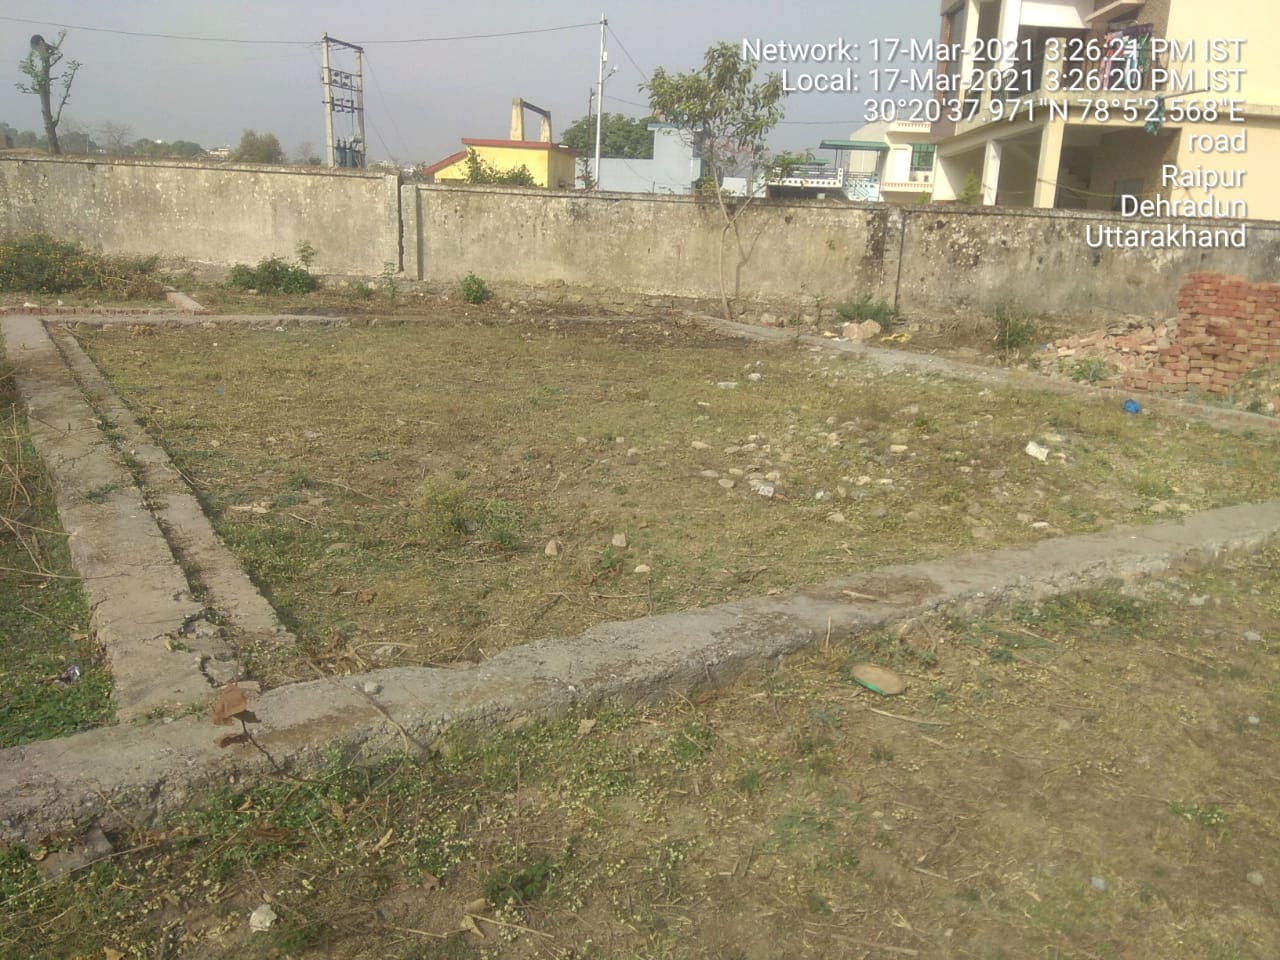 Network: 17-Mar-2021 3:26:21 PM IST
Local: 17-Mar-2021 3:26:20 PM IST
30°20'37.971"N 78°5'2.568"E
road
Raipur
Dehradun
Uttarakhand